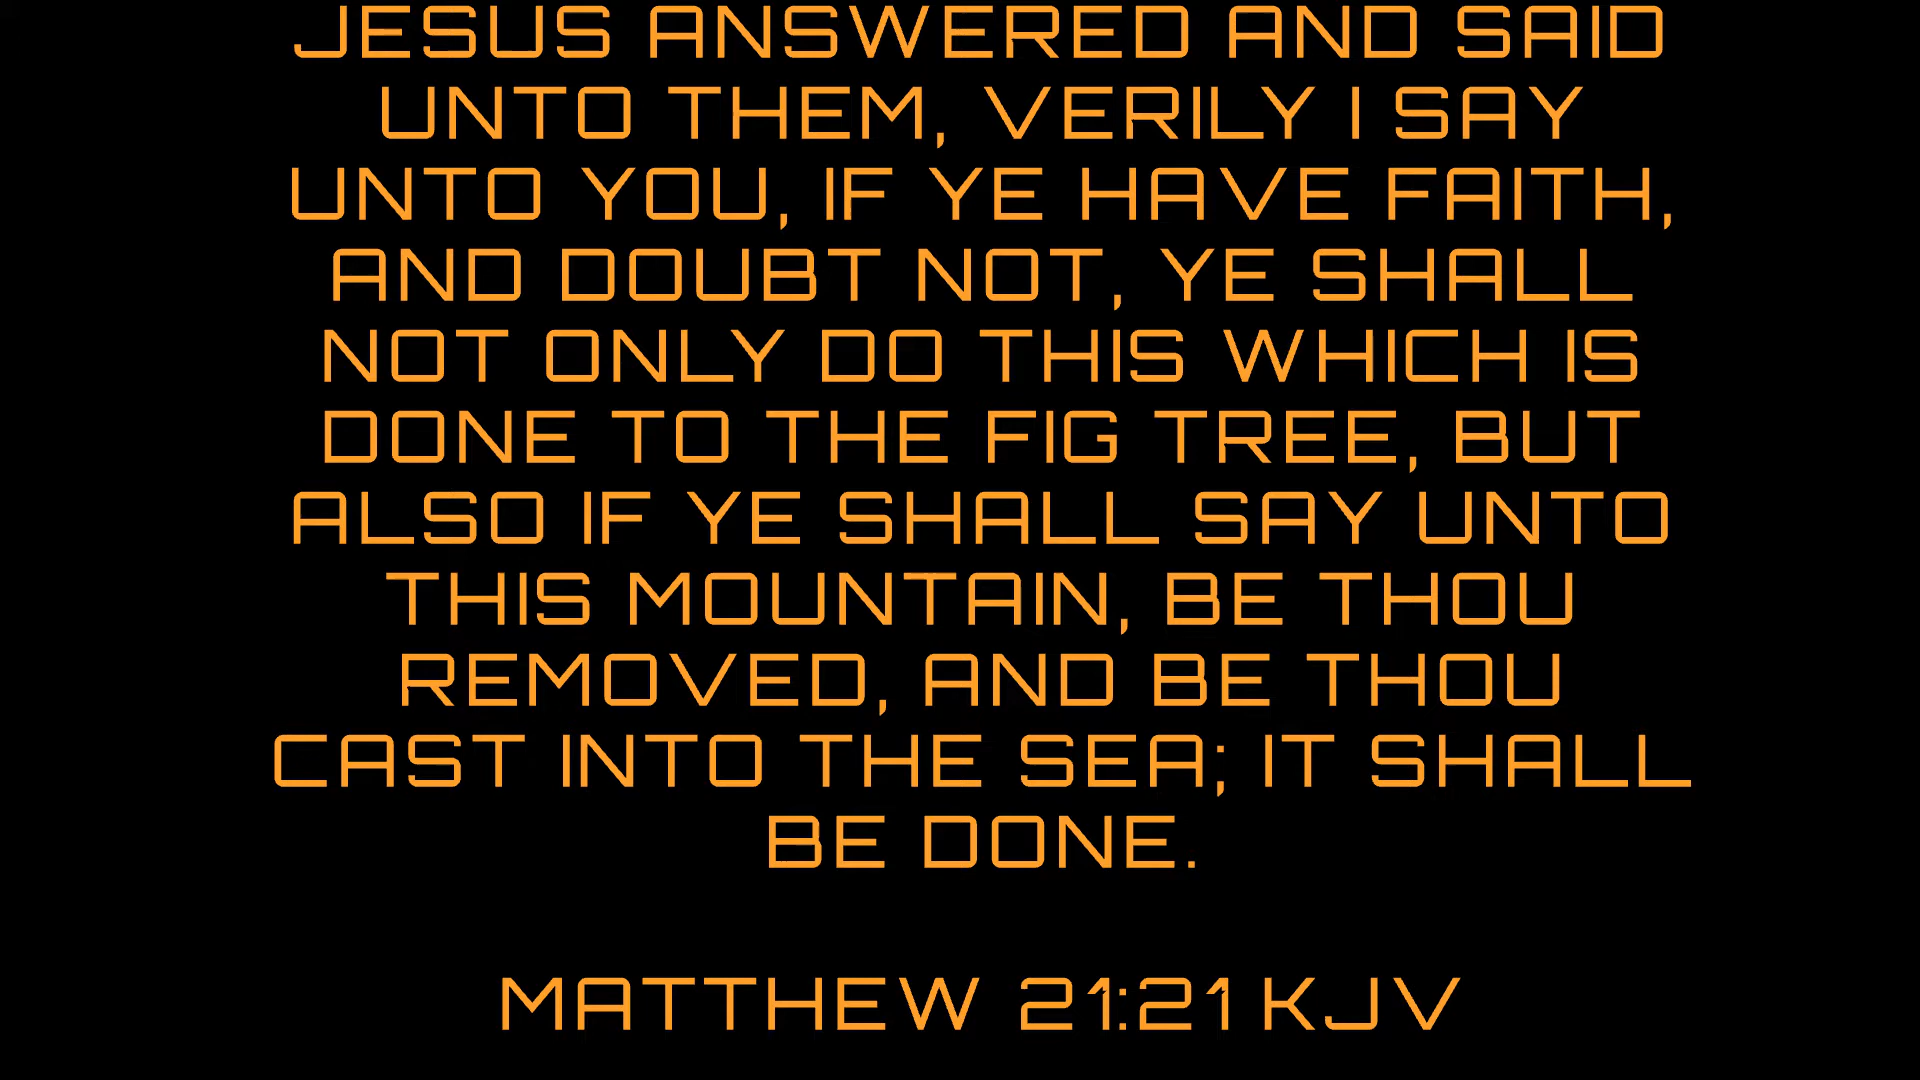 JESUS ANSWERED AND SAID
UNTO THEM, VERILY I SAY
UNTO YOU, IF YE HAVE FAITH,
AND DOUBT NOT, YE SHALL
NOT ONLY DO THIS WHICH IS
DONE TO THE FIG TREE, BUT
ALSO IF YE SHALL SAY UNTO
THIS MOUNTAIN, BE THOU
REMOVED, AND BE THOU
CAST INTO THE SEA; IT SHALL
BE DONE.
MATTHEW 21:21 KJV